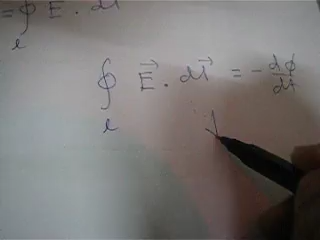 = ∮ E . dl
l
∮ E⃗ . dl⃗ = - dφ/dt
l